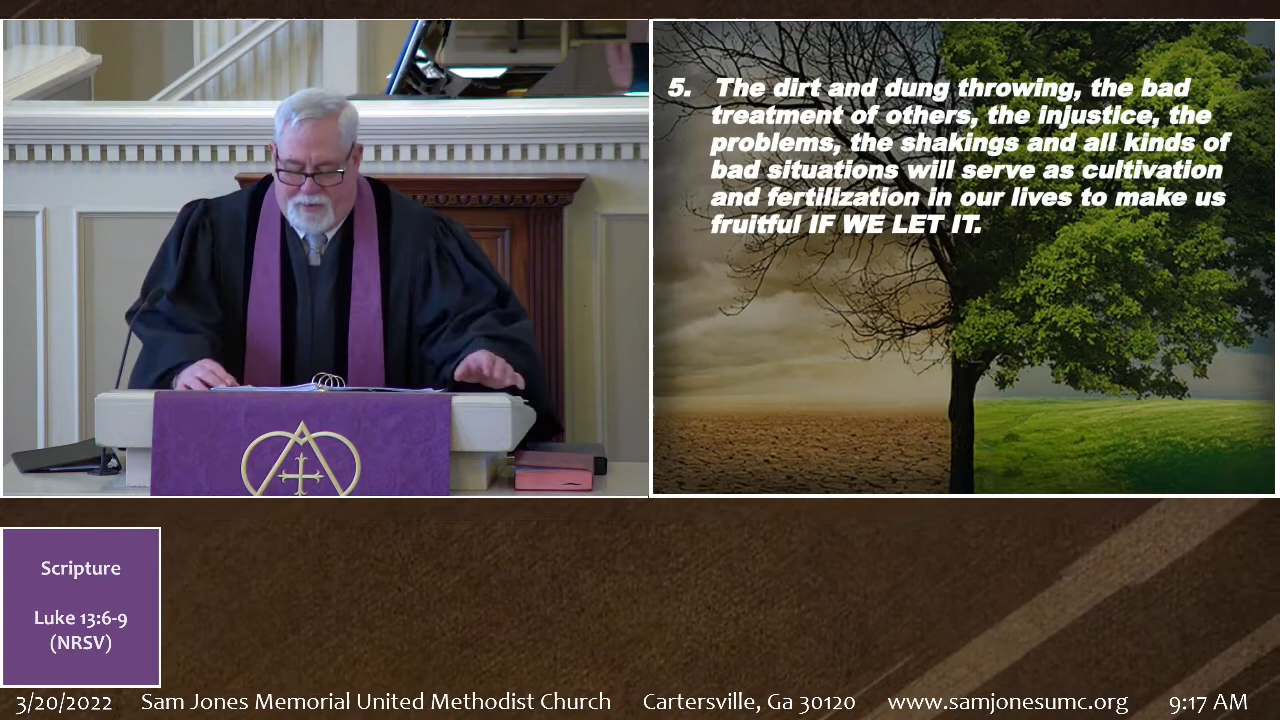 5. The dirt and dung throwing, the bad
treatment of others, the injustice, the
problems, the shakings and all kinds of
bad situations will serve as cultivation
and fertilization in our lives to make us
fruitful IF WE LET IT.
Scripture
Luke 13:6-9
(NRSV)
3/20/2022 Sam Jones Memorial United Methodist Church Cartersville, Ga 30120 www.samjonesumc.org 9:17 AM